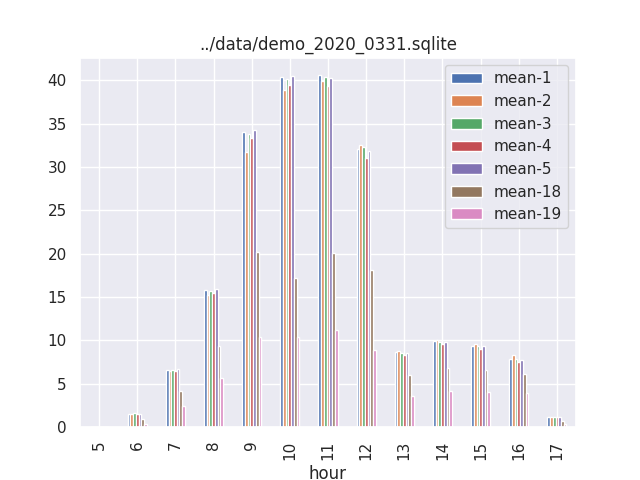 ../data/demo_2020_0331.sqlite
mean-1
mean-2
mean-3
mean-4
mean-5
mean-18
mean-19
40
35
30
25
20
15
10
5
0
5 6 7 8 9 10 11 12 13 14 15 16 17
hour